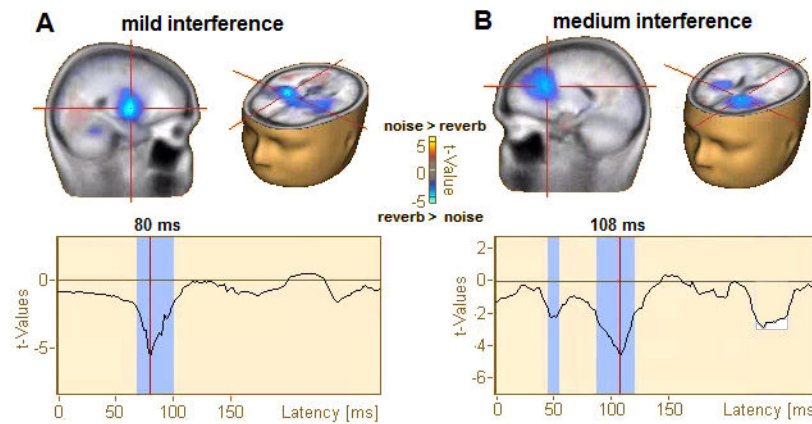 A
mild interference
B
medium interference
noise > reverb
5
0
-5
t-Value
reverb > noise
80 ms
0
-5
t-Values
0
50
100
150
Latency [ms]
108 ms
2
0
-2
-4
-6
t-Values
0
50
100
150
Latency [ms]